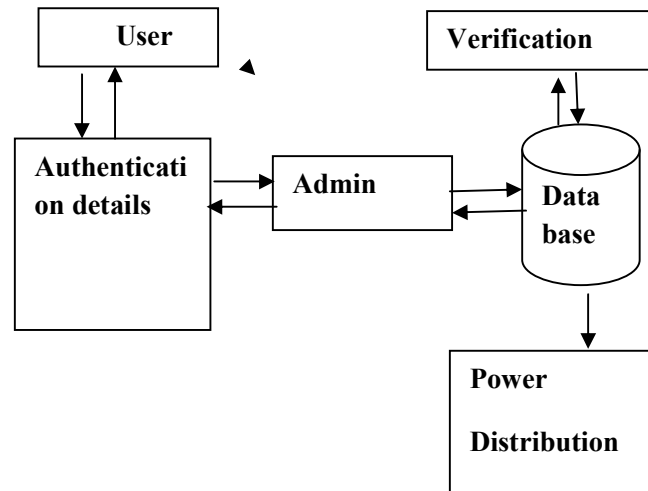 User
Verification
Authenticati
on details
Admin
Data
base
Power
Distribution